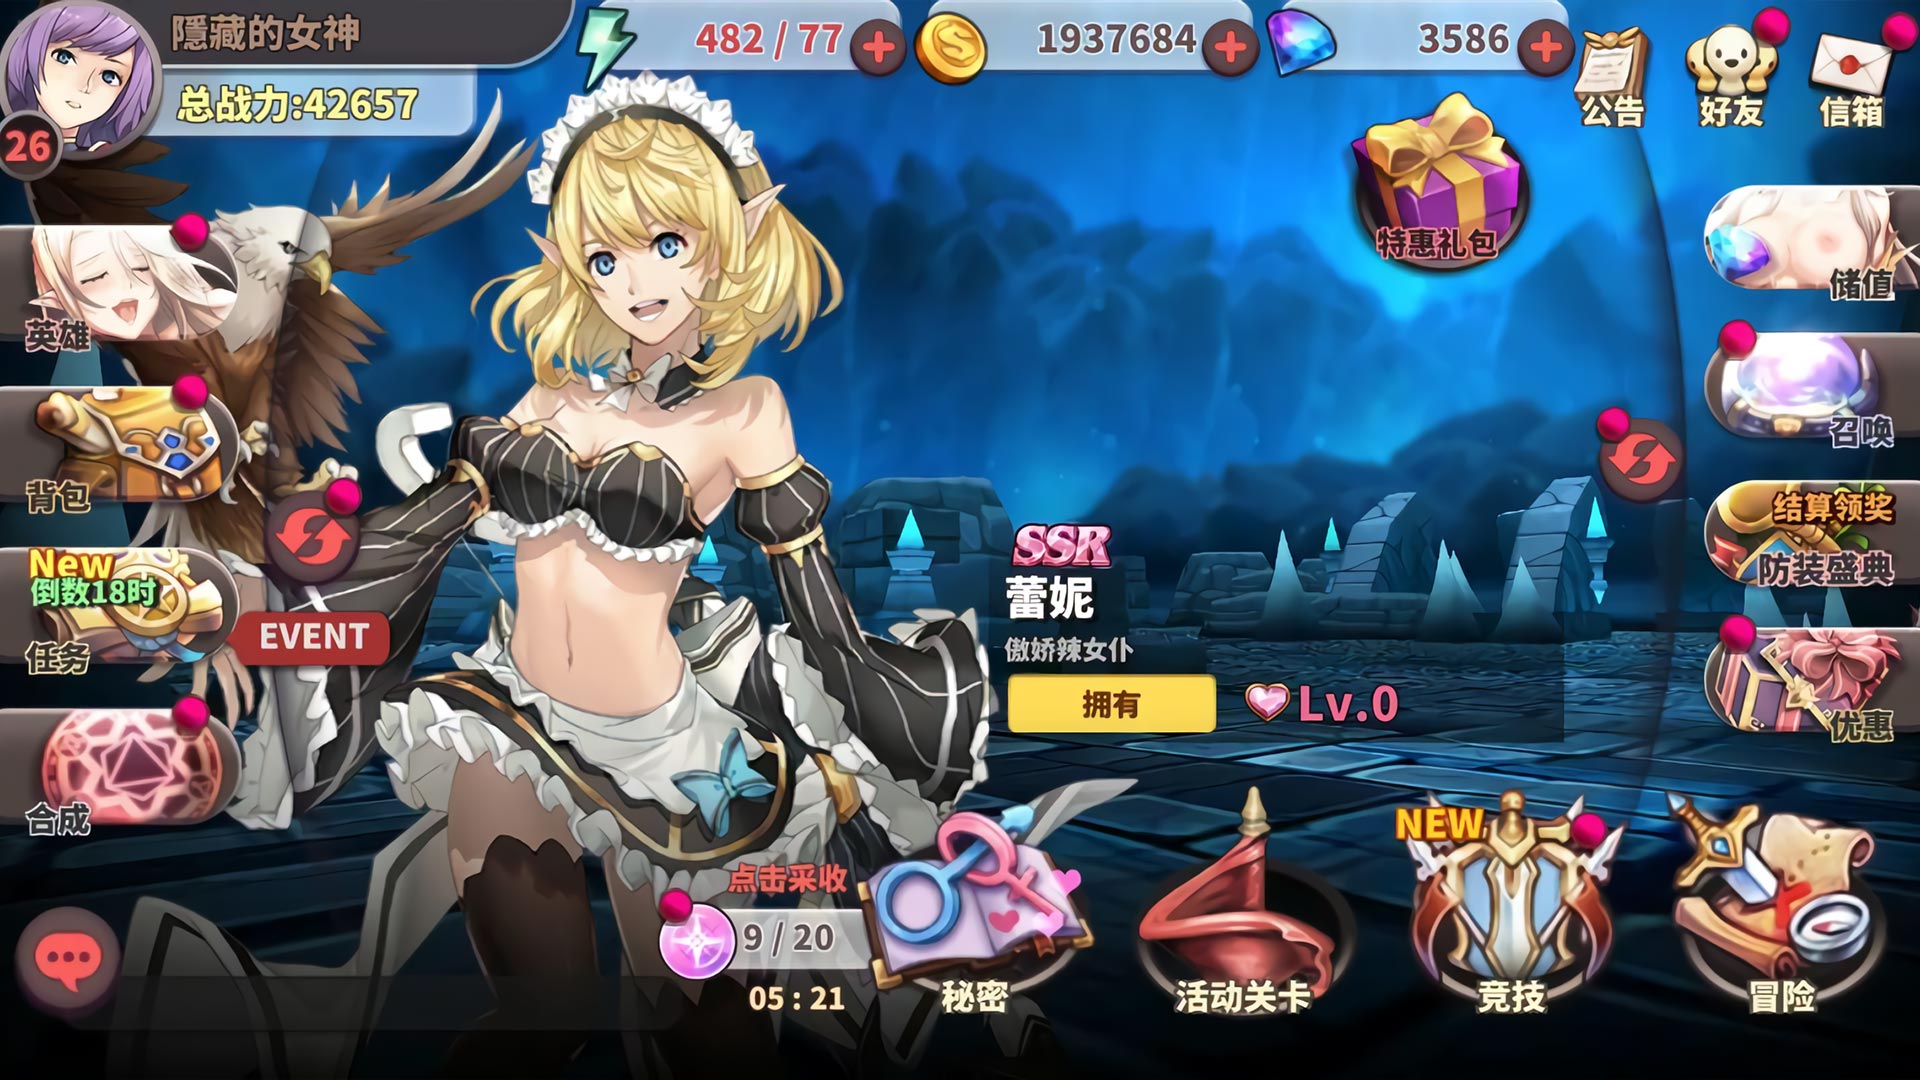 隱藏的女神
482 / 77
1937684
3586
总战力:42657
公告
好友
信箱
26
特惠礼包
英雄
储值
背包
召唤
New
倒数18时
任务
EVENT
SSR
蕾妮
傲娇辣女仆
拥有
Lv.0
结算领奖
防装盛典
优惠
合成
点击采收
9 / 20
05 : 21
秘密
活动关卡
NEW
竞技
冒险